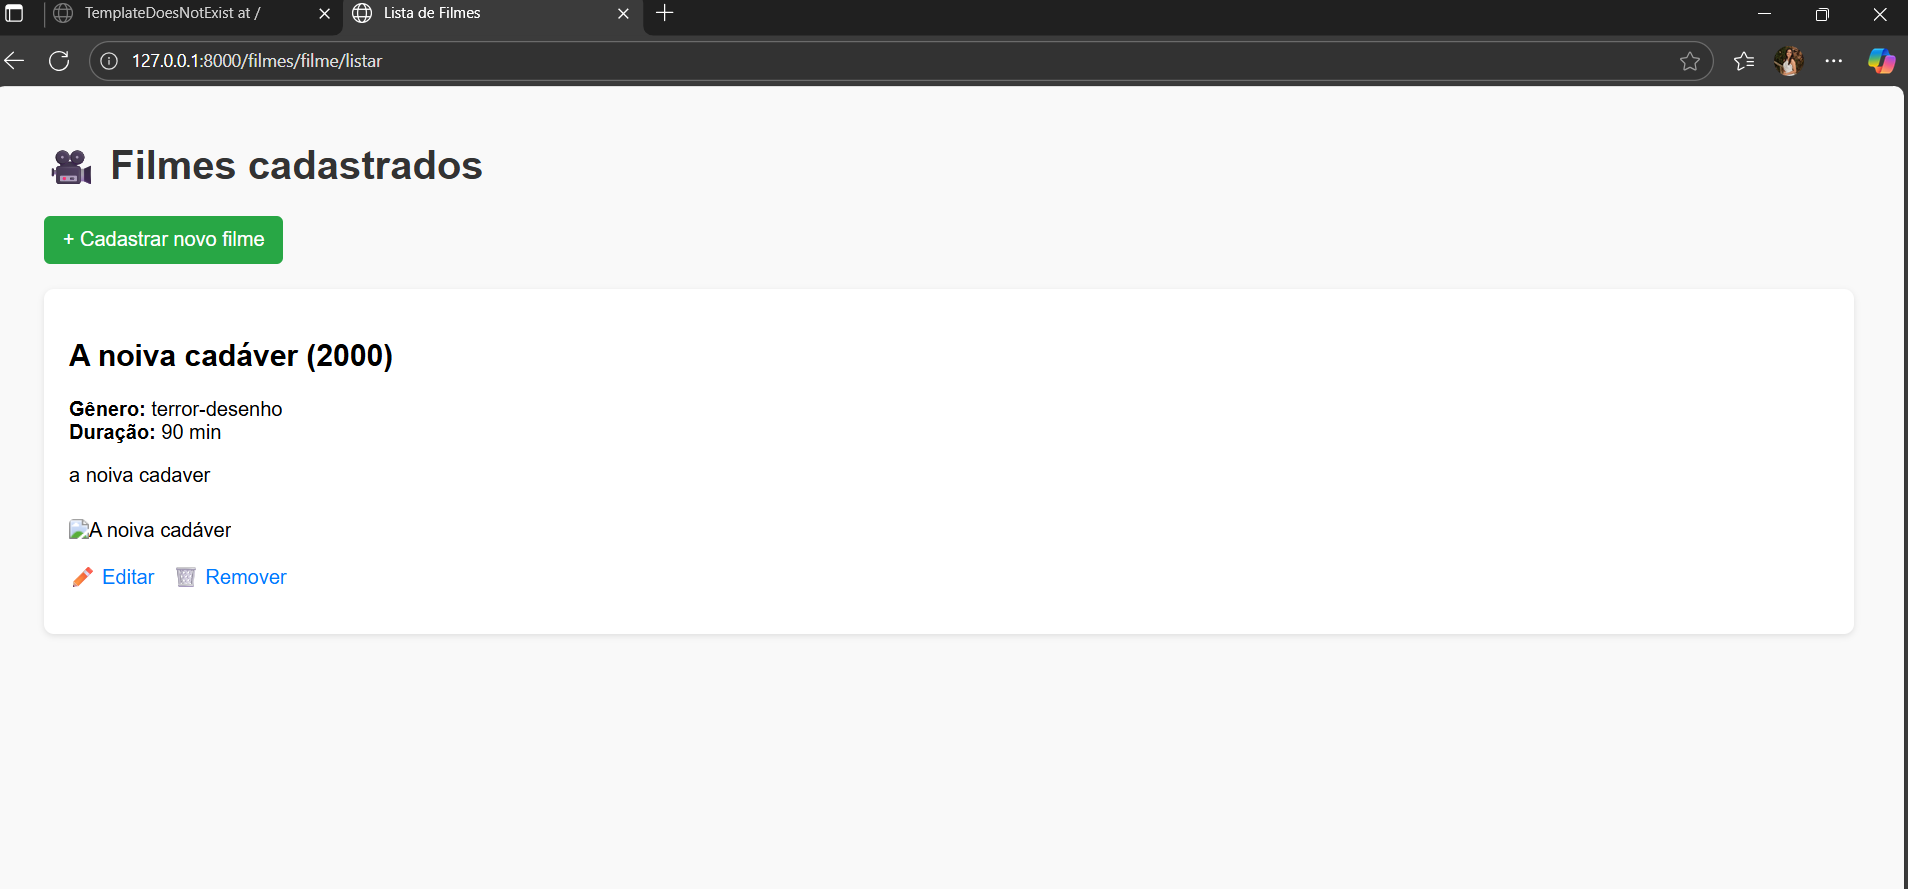 TemplateDoesNotExist at /
Lista de Filmes
127.0.0.1:8000/filmes/filme/listar
Filmes cadastrados
+ Cadastrar novo filme
A noiva cadáver (2000)
Gênero: terror-desenho
Duração: 90 min
a noiva cadaver
A noiva cadáver
Editar Remover